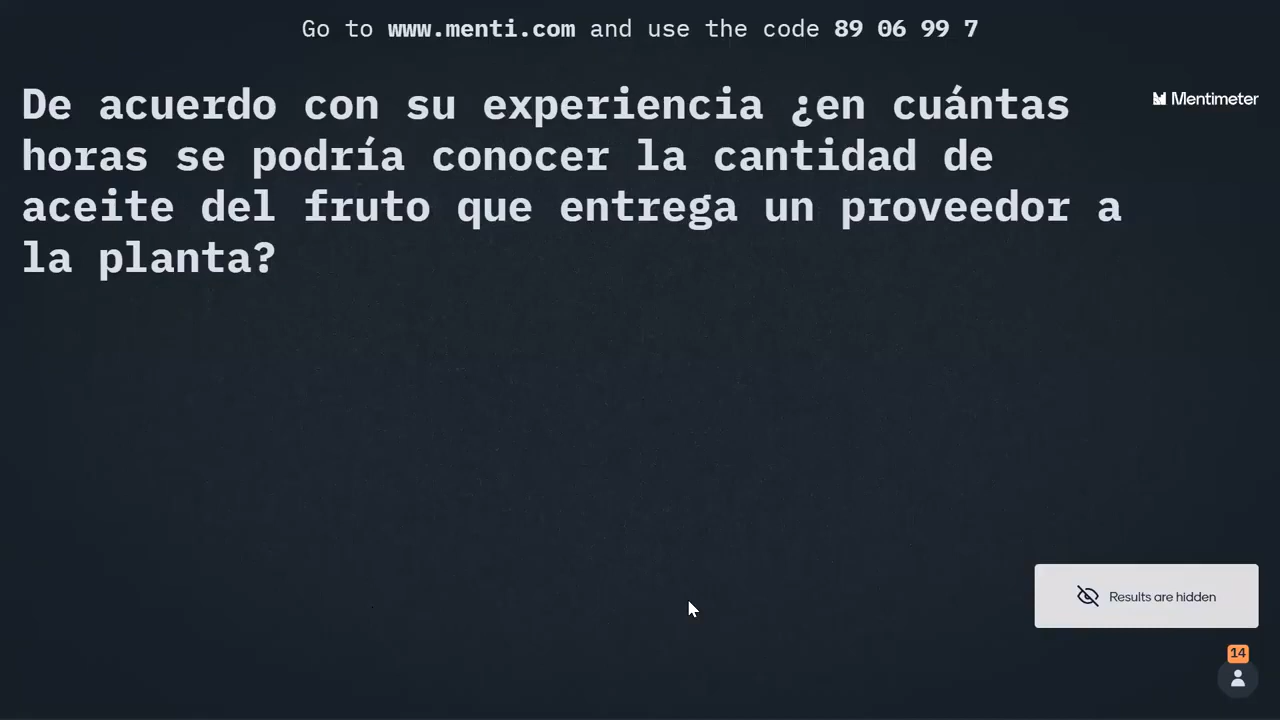 Go to www.menti.com and use the code 89 06 99 7
De acuerdo con su experiencia ¿en cuántas
horas se podría conocer la cantidad de
aceite del fruto que entrega un proveedor a
la planta?
Mentimeter
Results are hidden
14